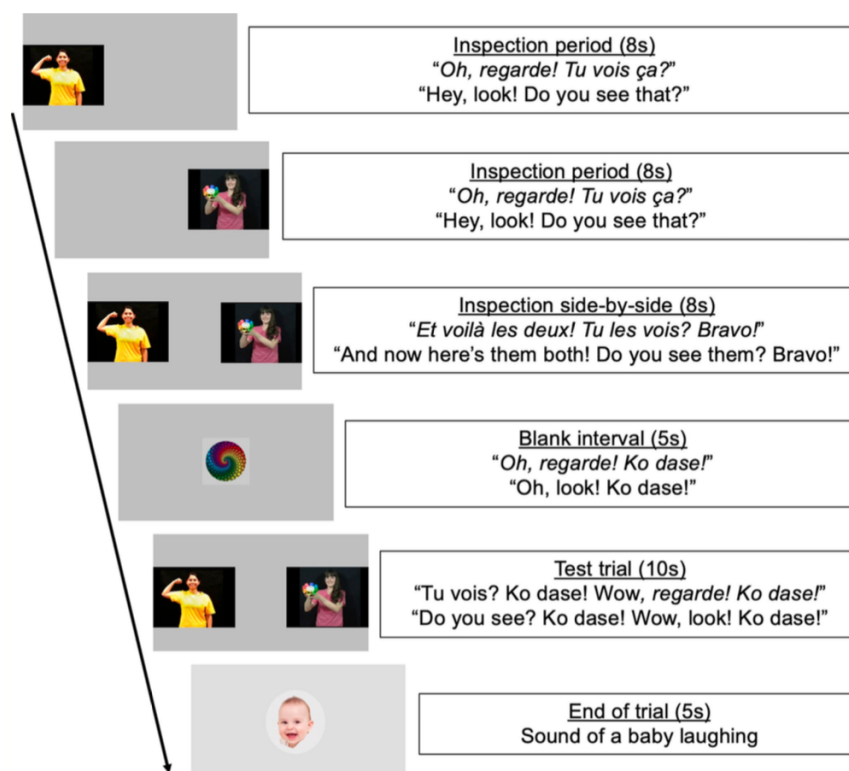 Inspection period (8s)
“Oh, regarde! Tu vois ça?”
“Hey, look! Do you see that?”
Inspection period (8s)
“Oh, regarde! Tu vois ça?”
“Hey, look! Do you see that?”
Inspection side-by-side (8s)
“Et voilà les deux! Tu les vois? Bravo!”
“And now here’s them both! Do you see them? Bravo!”
Blank interval (5s)
“Oh, regarde! Ko dase!”
“Oh, look! Ko dase!”
Test trial (10s)
“Tu vois? Ko dase! Wow, regarde! Ko dase!”
“Do you see? Ko dase! Wow, look! Ko dase!”
End of trial (5s)
Sound of a baby laughing